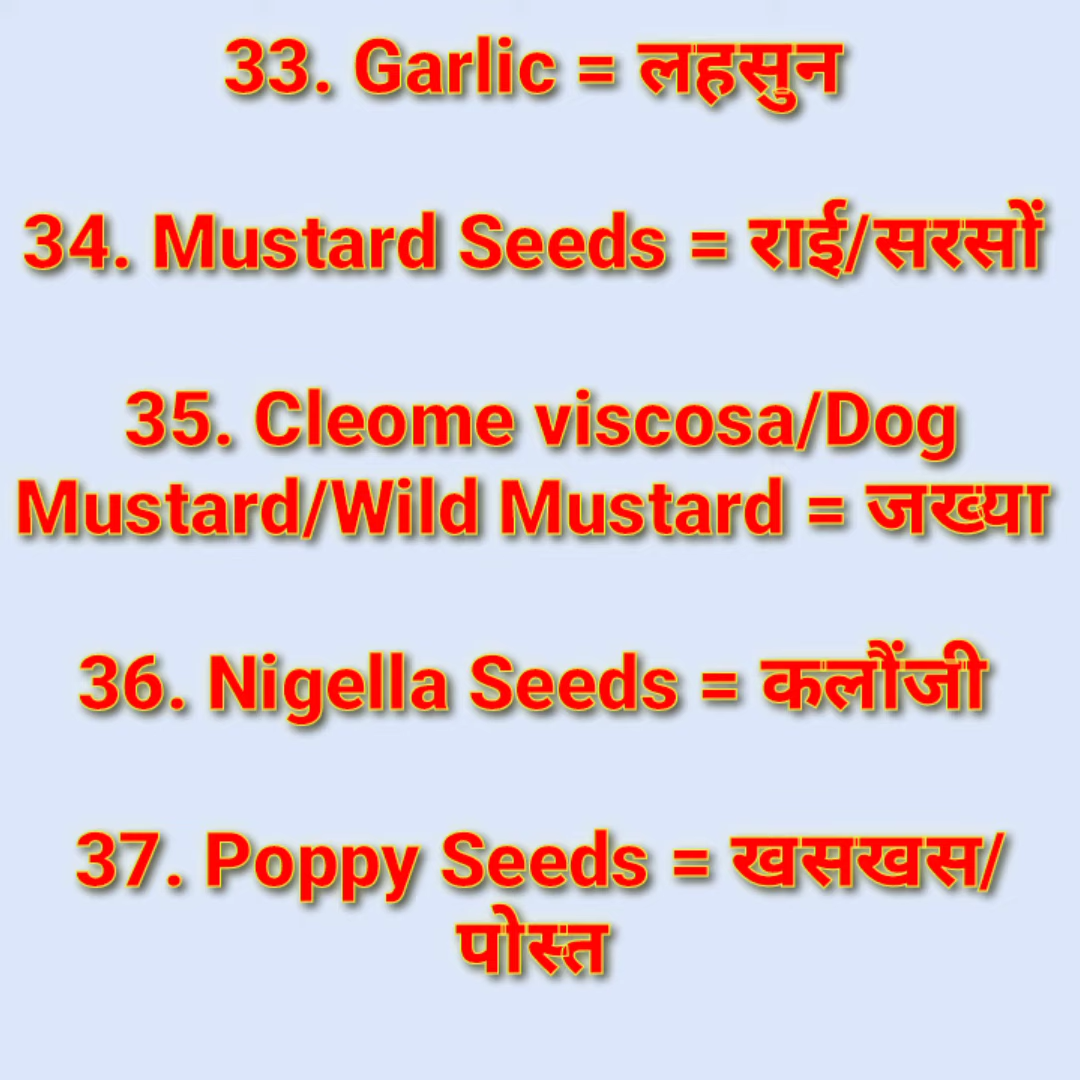 33. Garlic = लहसुन
34. Mustard Seeds = राई/सरसों
35. Cleome viscosa/Dog
Mustard/Wild Mustard = जख्या
36. Nigella Seeds = कलौंजी
37. Poppy Seeds = खसखस/
पोस्त